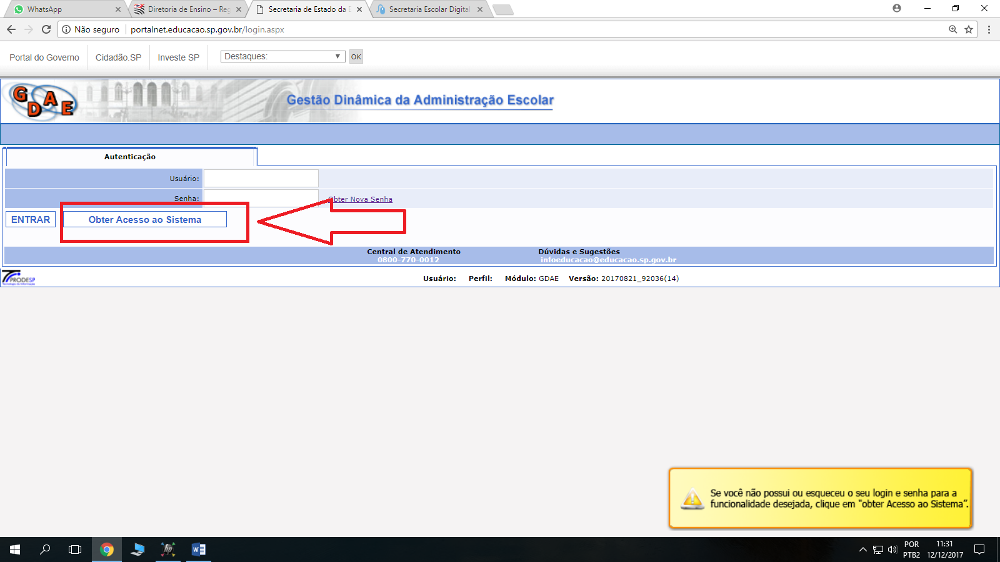 WhatsApp
Diretoria de Ensino – Reg
Secretaria de Estado da E
Secretaria Escolar Digital
Não seguro
portalnet.educacao.sp.gov.br/login.aspx
Portal do Governo
Cidadão.SP
Investe SP
Destaques:
OK
GDAE
Gestão Dinâmica da Administração Escolar
Autenticação
Usuário:
Senha:
Obter Nova Senha
ENTRAR
Obter Acesso ao Sistema
Central de Atendimento
0800-770-0012
Dúvidas e Sugestões
infoeducacao@educacao.sp.gov.br
PRODESP
Usuário: Perfil: Módulo: GDAE Versão: 20170821_92036(14)
Se você não possui ou esqueceu o seu login e senha para a
funcionalidade desejada, clique em "obter Acesso ao Sistema".
hp
W
POR
PTB2
11:31
12/12/2017